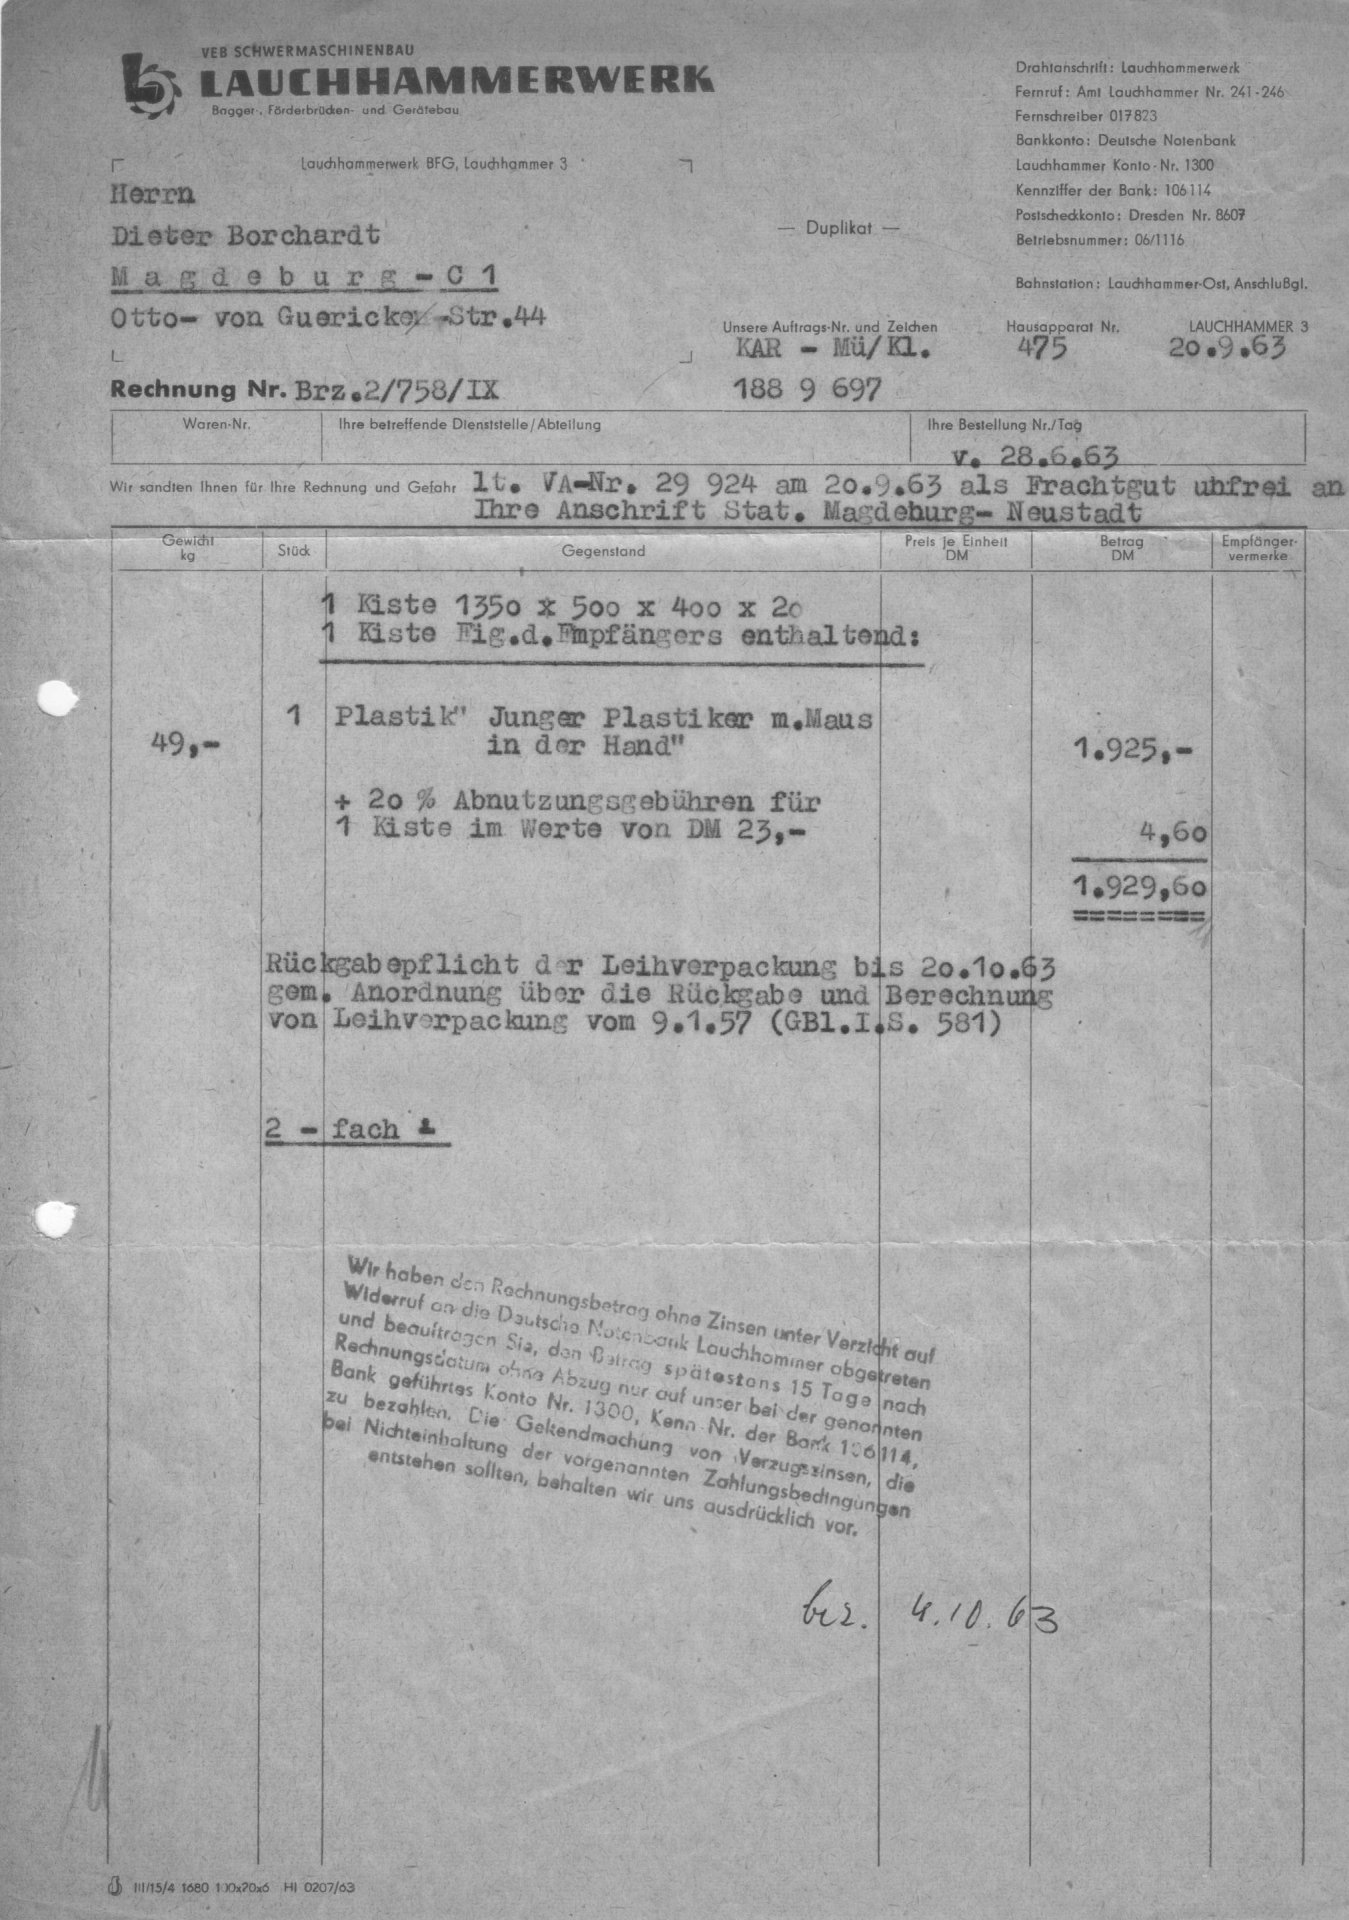 VEB SCHWERMASCHINENBAU
LAUCHHAMMERWERK
Bagger-, Förderbrücken- und Gerätebau
Drahtanschrift: Lauchhammerwerk
Fernruf: Amt Lauchhammer Nr. 241-246
Fernschreiber 017823
Bankkonto: Deutsche Notenbank
Lauchhammer Konto-Nr. 1300
Kennziffer der Bank: 106114
Postscheckkonto: Dresden Nr. 8607
Betriebsnummer: 06/1116
Bahnstation: Lauchhammer-Ost, Anschlußgl.
Lauchhammerwerk BFG, Lauchhammer 3
Herrn
Dieter Borchardt
Magdeburg - C 1
Otto- von Guericke -Str.44
— Duplikat —
Unsere Auftrags-Nr. und Zeichen
Hausapparat Nr.
LAUCHHAMMER 3
KAR - Mü/Kl.
475
20.9.63
Rechnung Nr. Brz.2/758/IX
188 9 697
Waren-Nr.
Ihre betreffende Dienststelle/Abteilung
Ihre Bestellung Nr./Tag
v. 28.6.63
Wir sandten Ihnen für Ihre Rechnung und Gefahr lt. VA-Nr. 29 924 am 20.9.63 als Frachtgut uhfrei an
Ihre Anschrift Stat. Magdeburg- Neustadt
Gewicht kg
Stück
Gegenstand
Preis je Einheit DM
Betrag DM
Empfänger-vermerke
1 Kiste 1350 x 500 x 400 x 20
1 Kiste Eig.d.Empfängers enthaltend:
1 Plastik" Junger Plastiker m.Maus
49,- in der Hand" 1.925,-
+ 20 % Abnutzungsgebühren für
1 Kiste im Werte von DM 23,- 4,60
1.929,60
========
Rückgabepflicht der Leihverpackung bis 20.10.63
gem. Anordnung über die Rückgabe und Berechnung
von Leihverpackung vom 9.1.57 (GBl.I.S. 581)
2 - fach
Wir haben den Rechnungsbetrag ohne Zinsen unter Verzicht auf
Widerruf an die Deutsche Notenbank Lauchhammer abgetreten
und beauftragen Sie, den Betrag spätestens 15 Tage nach
Rechnungsdatum ohne Abzug nur auf unser bei der genannten
Bank geführtes Konto Nr. 1300, Kenn-Nr. der Bank 106114,
zu bezahlen. Die Geltendmachung von Verzugszinsen, die
bei Nichteinhaltung der vorgenannten Zahlungsbedingungen
entstehen sollten, behalten wir uns ausdrücklich vor.
bez. 4.10.63
III/15/4 1680 100x20x6 HI 0207/63